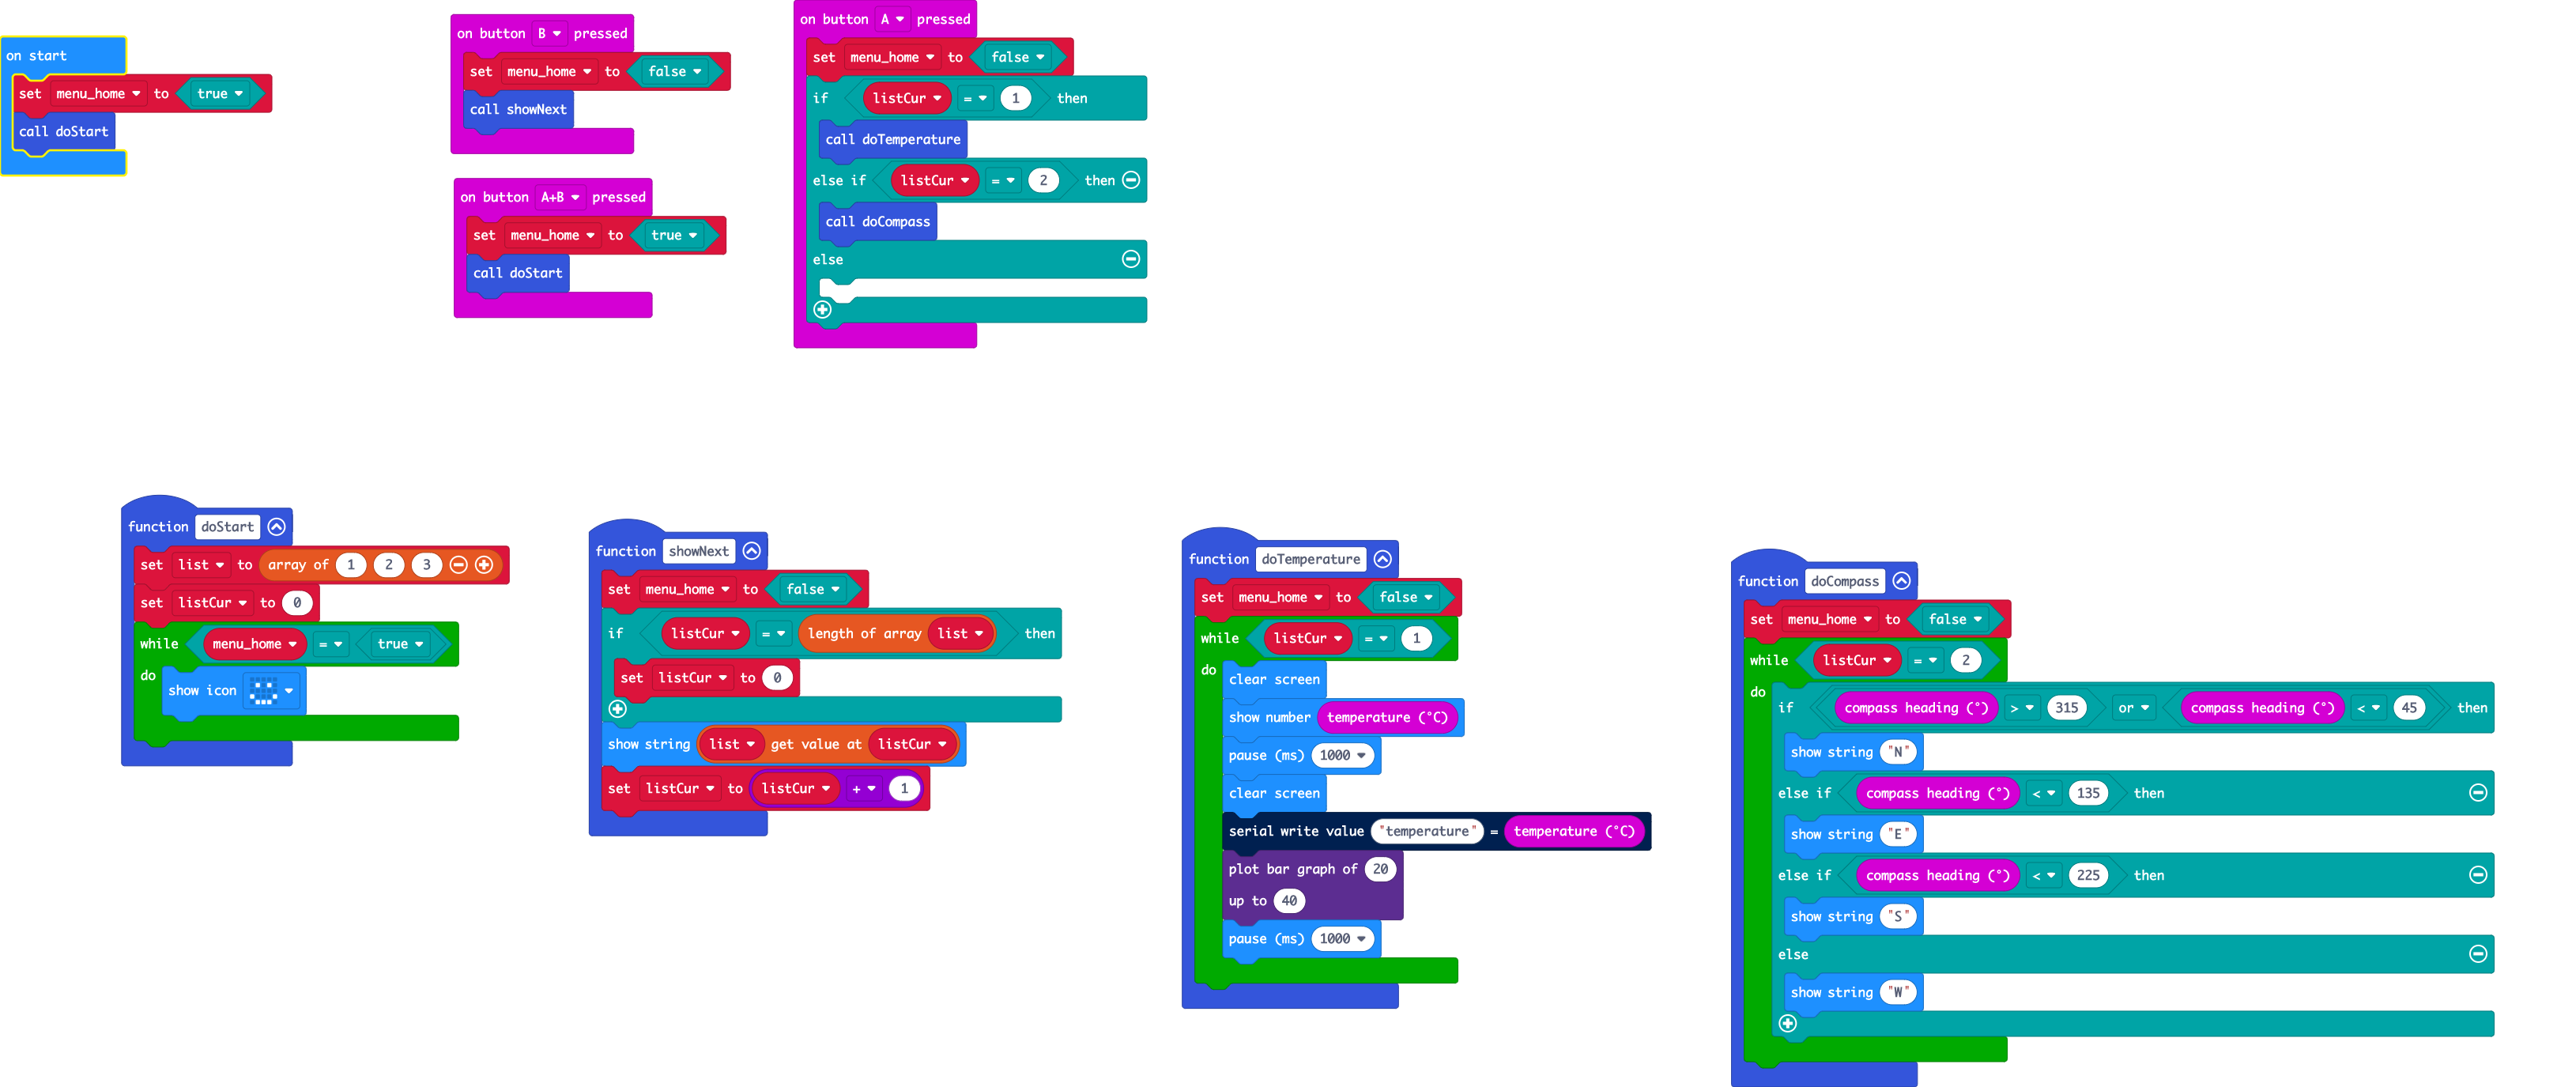 on start
set menu_home to true
call doStart
on button B pressed
set menu_home to false
call showNext
on button A+B pressed
set menu_home to true
call doStart
on button A pressed
set menu_home to false
if listCur = 1 then
call doTemperature
else if listCur = 2 then
call doCompass
else
function doStart
set list to array of 1 2 3
set listCur to 0
while menu_home = true
do
show icon
function showNext
set menu_home to false
if listCur = length of array list then
set listCur to 0
show string list get value at listCur
set listCur to listCur + 1
function doTemperature
set menu_home to false
while listCur = 1
do
clear screen
show number temperature (°C)
pause (ms) 1000
clear screen
serial write value "temperature" = temperature (°C)
plot bar graph of 20
up to 40
pause (ms) 1000
function doCompass
set menu_home to false
while listCur = 2
do
if compass heading (°) > 315 or compass heading (°) < 45 then
show string "N"
else if compass heading (°) < 135 then
show string "E"
else if compass heading (°) < 225 then
show string "S"
else
show string "W"